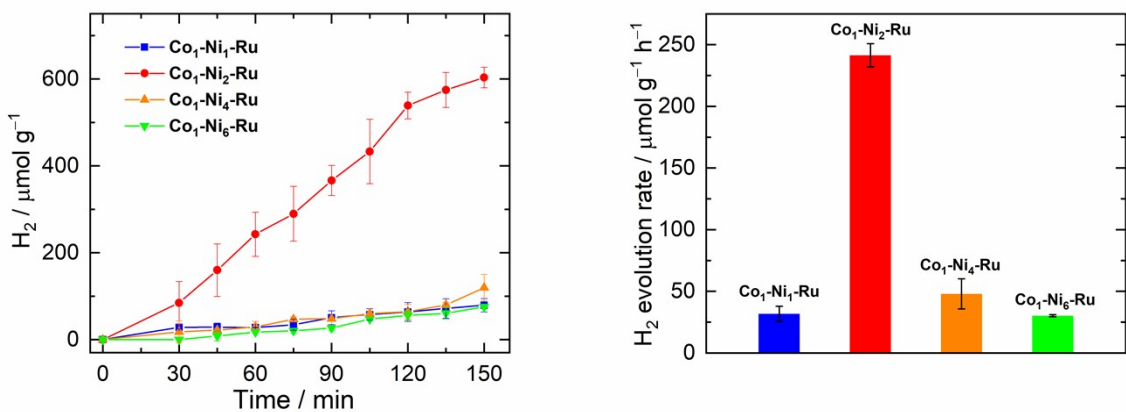 H₂ / μmol g⁻¹
600
400
200
0
Co₁-Ni₁-Ru
Co₁-Ni₂-Ru
Co₁-Ni₄-Ru
Co₁-Ni₆-Ru
0 30 60 90 120 150
Time / min
H₂ evolution rate / μmol g⁻¹ h⁻¹
250
200
150
100
50
0
Co₁-Ni₁-Ru
Co₁-Ni₂-Ru
Co₁-Ni₄-Ru
Co₁-Ni₆-Ru